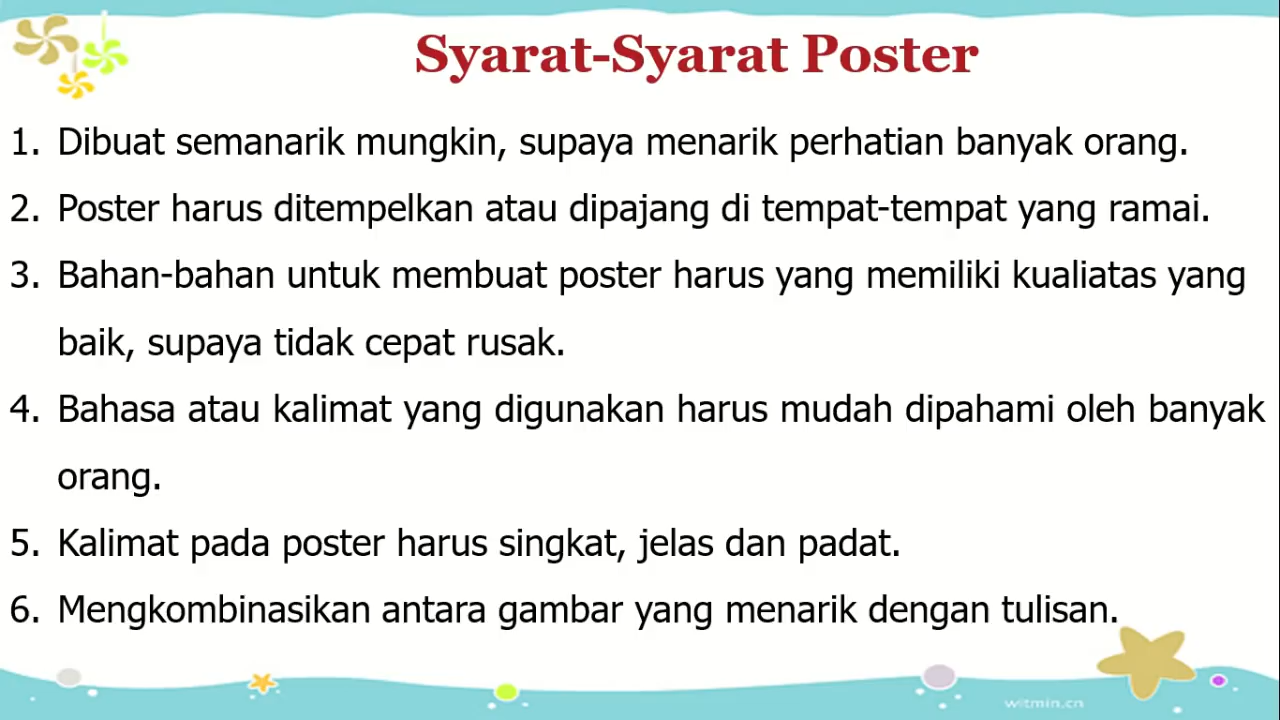 Syarat-Syarat Poster
1. Dibuat semanarik mungkin, supaya menarik perhatian banyak orang.
2. Poster harus ditempelkan atau dipajang di tempat-tempat yang ramai.
3. Bahan-bahan untuk membuat poster harus yang memiliki kualiatas yang
baik, supaya tidak cepat rusak.
4. Bahasa atau kalimat yang digunakan harus mudah dipahami oleh banyak
orang.
5. Kalimat pada poster harus singkat, jelas dan padat.
6. Mengkombinasikan antara gambar yang menarik dengan tulisan.
witmin.cn